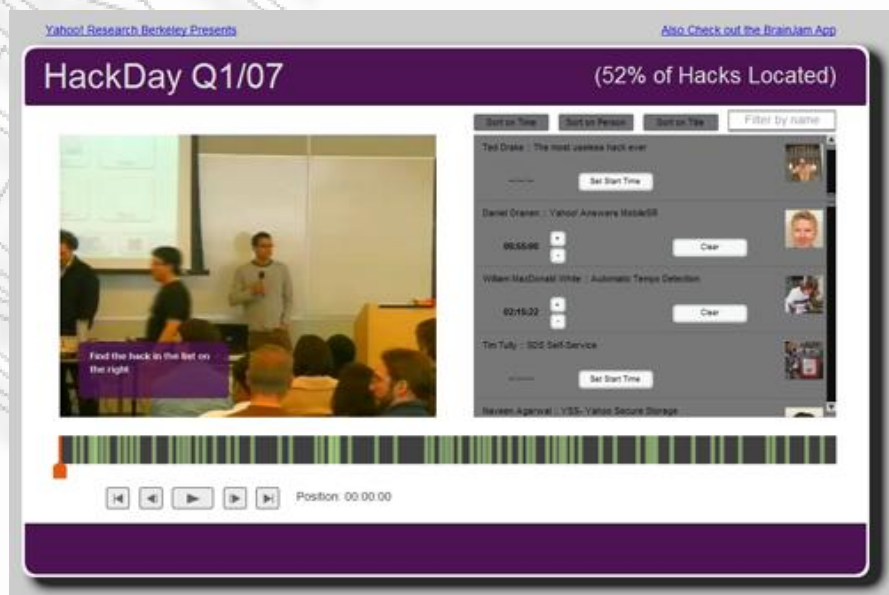 Yahoo! Research Berkeley Presents
Also Check out the BrainJam App
HackDay Q1/07
(52% of Hacks Located)
Sort on Time
Sort on Person
Sort on Title
Filter by name
Ted Drake :: The most useless hack ever
--:--:--
Set Start Time
Daniel :: Yahoo! Answers MobileSR
00:55:00
+
-
Clear
William MacDonald White :: Automatic Tempo Detection
02:15:22
+
-
Clear
Tim Tully :: SDS Self-Service
--:--:--
Set Start Time
Naveen Agarwal :: YSS- Yahoo Secure Storage
Find the hack in the list on
the right
Position: 00:00:00